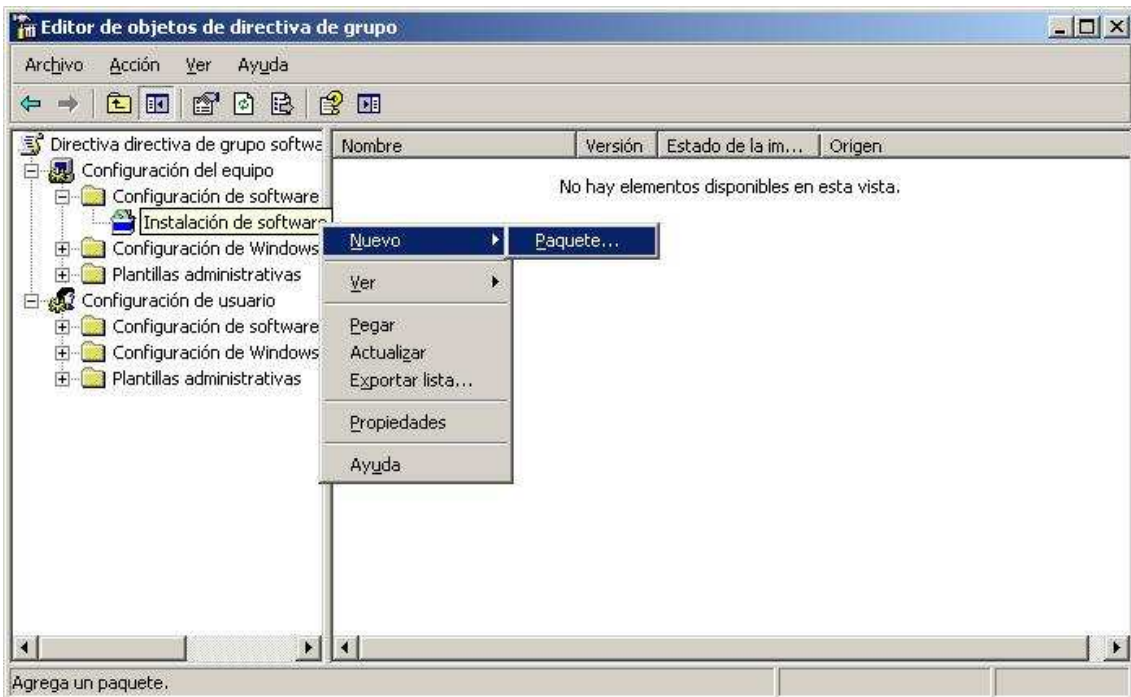 Editor de objetos de directiva de grupo
Archivo Acción Ver Ayuda
Directiva directiva de grupo softwa
Configuración del equipo
Configuración de software
Instalación de software
Configuración de Windows
Plantillas administrativas
Configuración de usuario
Configuración de software
Configuración de Windows
Plantillas administrativas
Nombre Versión Estado de la im... Origen
No hay elementos disponibles en esta vista.
Nuevo Paquete...
Ver
Pegar
Actualizar
Exportar lista...
Propiedades
Ayuda
Agrega un paquete.